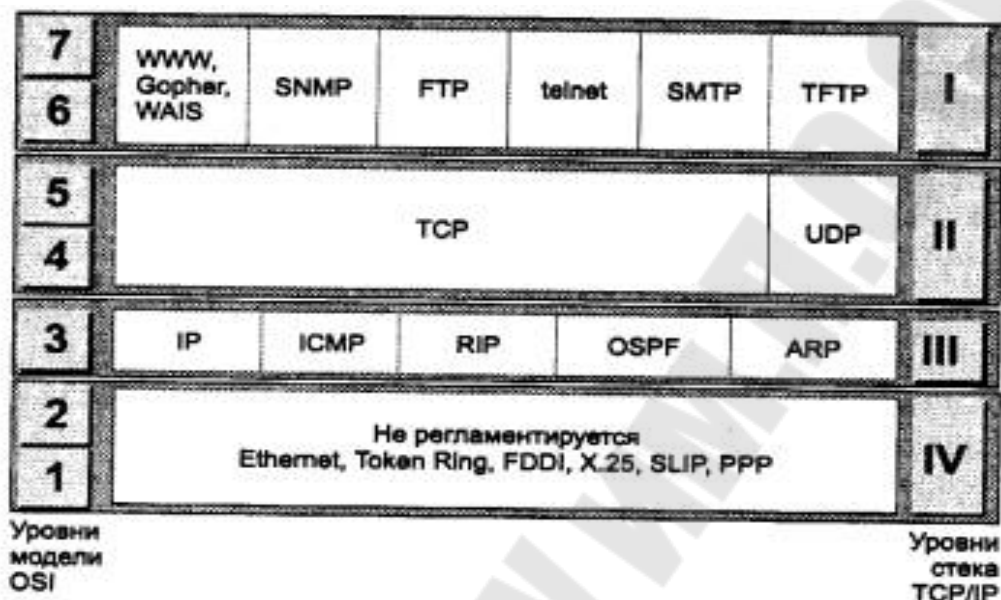 7
6
WWW,
Gopher,
WAIS
SNMP
FTP
telnet
SMTP
TFTP
I
5
4
TCP
UDP
II
3
IP
ICMP
RIP
OSPF
ARP
III
2
1
Не регламентируется
Ethernet, Token Ring, FDDI, X.25, SLIP, PPP
IV
Уровни
модели
OSI
Уровни
стека
TCP/IP